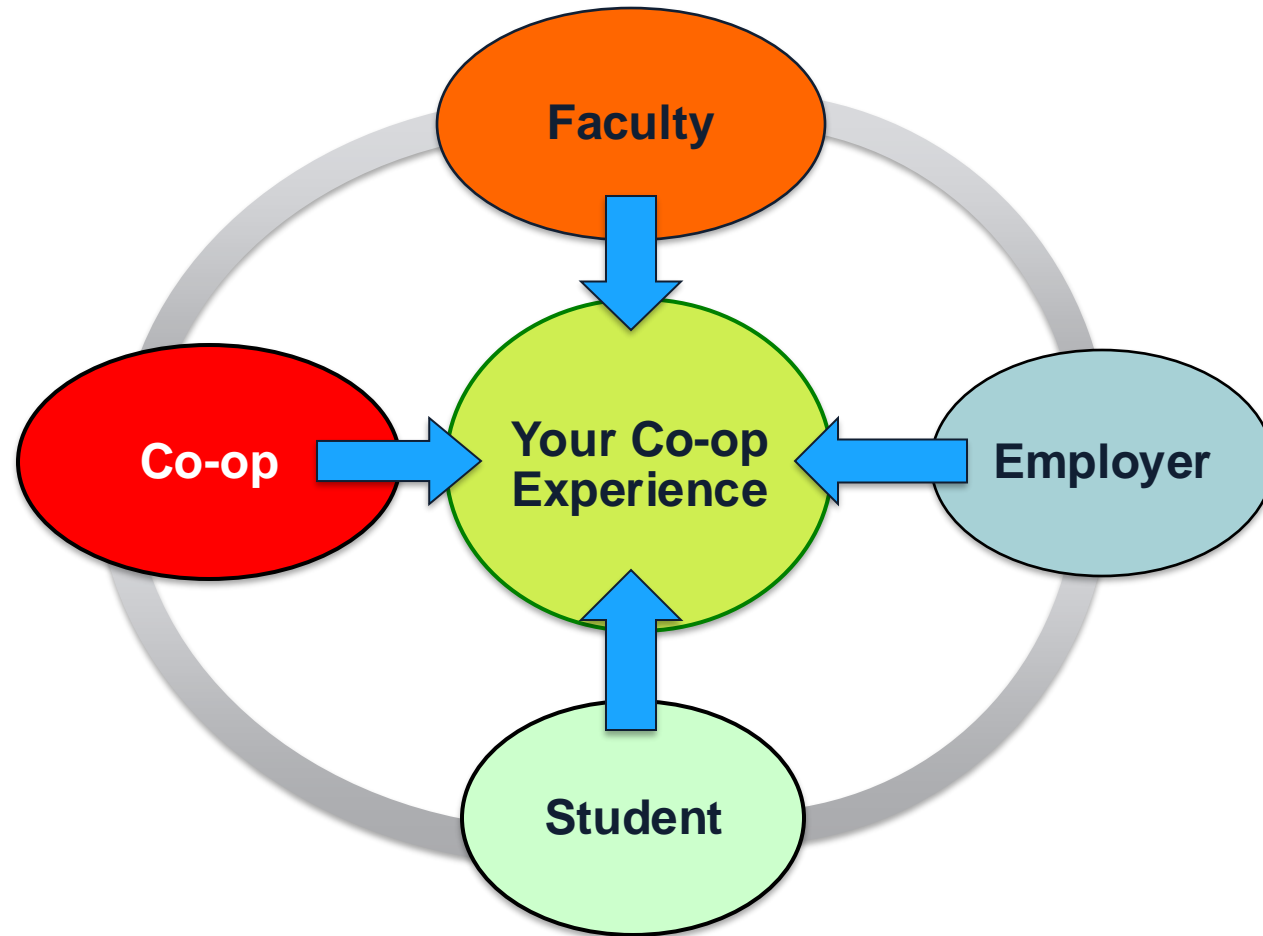 Faculty
Co-op
Your Co-op
Experience
Employer
Student